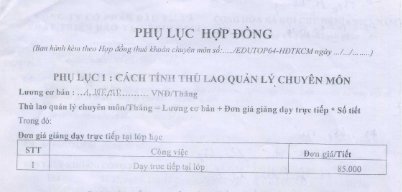 PHỤ LỤC HỢP ĐỒNG
(Ban hành kèm theo Hợp đồng thuê khoán chuyên môn số: ..../EDUTOP64-HĐTKCM ngày .../.../.......)
PHỤ LỤC 1 : CÁCH TÍNH THÙ LAO QUẢN LÝ CHUYÊN MÔN
Lương cơ bản : VNĐ/Tháng
Thù lao quản lý chuyên môn/Tháng = Lương cơ bản + Đơn giá giảng dạy trực tiếp * Số tiết
Trong đó:
Đơn giá giảng dạy trực tiếp tại lớp học
STT Công việc Đơn giá/Tiết
1 Dạy trực tiếp tại lớp 85.000